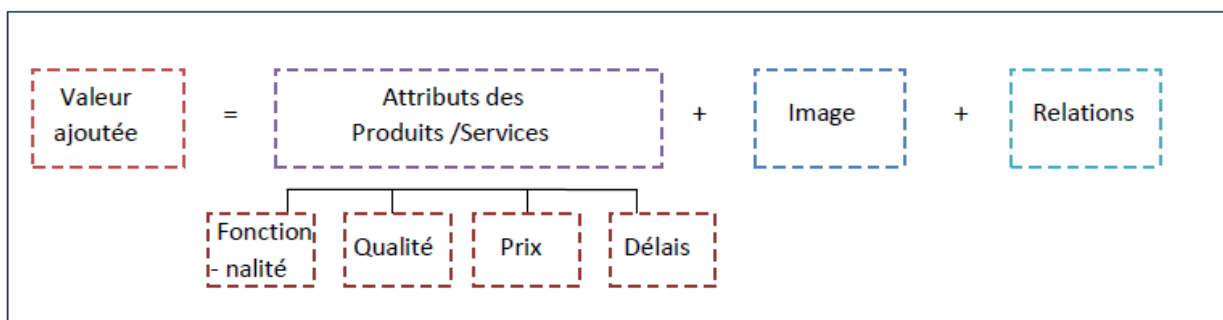 Valeur
ajoutée
=
Attributs des
Produits /Services
+
Image
+
Relations
Fonction
- nalité
Qualité
Prix
Délais